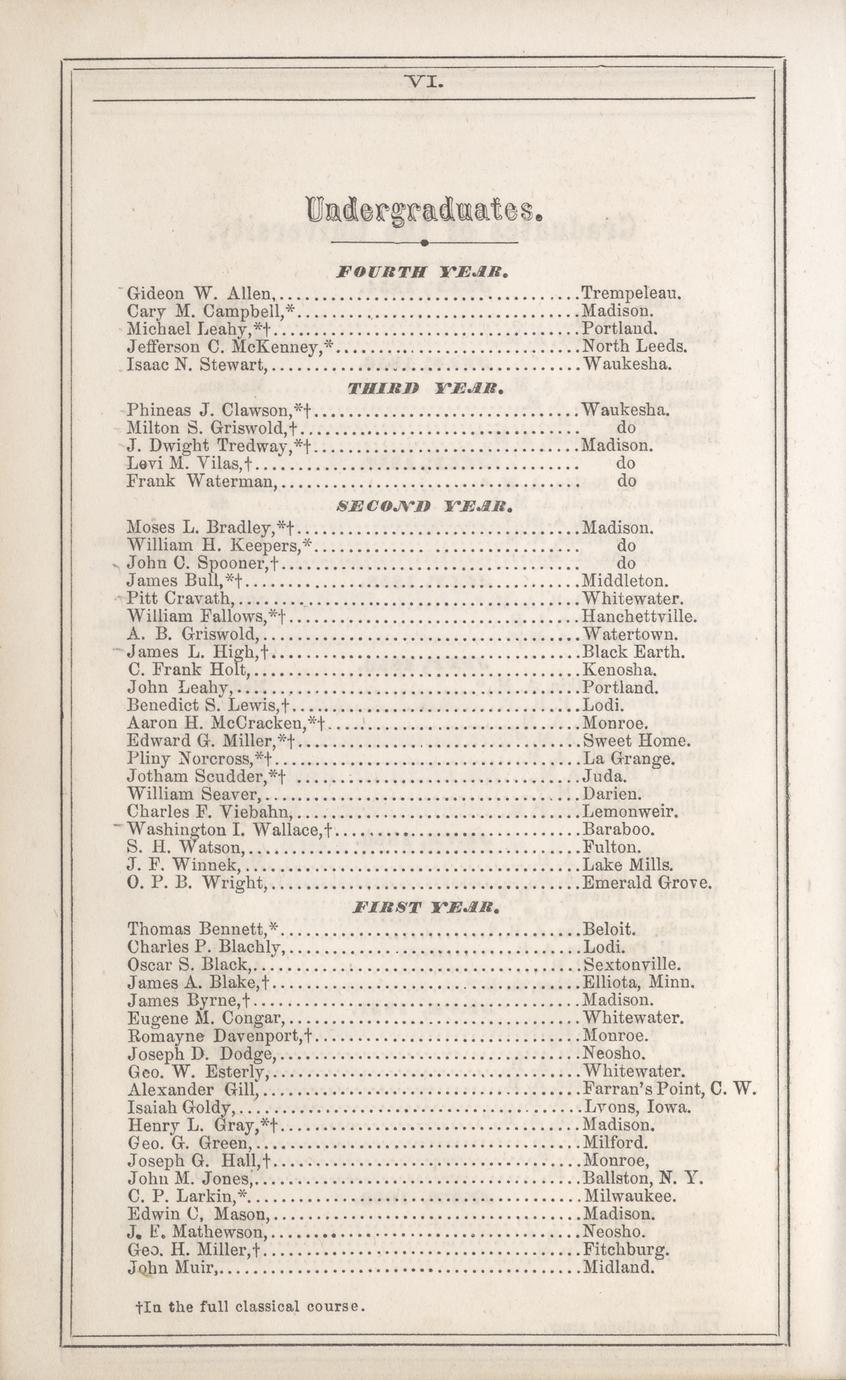 VI.
Undergraduates.
FOURTH YEAR.
Gideon W. Allen,................................Trempeleau.
Cary M. Campbell,*..............................Madison.
Michael Leahy,*†................................Portland.
Jefferson C. McKenney,*.........................North Leeds.
Isaac N. Stewart,...............................Waukesha.
THIRD YEAR.
Phineas J. Clawson,*†...........................Waukesha.
Milton S. Griswold,†............................ do
J. Dwight Tredway,*†............................Madison.
Levi M. Vilas,†................................. do
Frank Waterman,................................. do
SECOND YEAR.
Moses L. Bradley,*†.............................Madison.
William H. Keepers,*............ ............... do
John C. Spooner,†............................... do
James Bull,*†...................................Middleton.
Pitt Cravath,...................................Whitewater.
William Fallows,*†..............................Hanchettville.
A. B. Griswold,.................................Watertown.
James L. High,†.................................Black Earth.
C. Frank Holt,..................................Kenosha.
John Leahy,.....................................Portland.
Benedict S. Lewis,†.............................Lodi.
Aaron H. McCracken,*†...........................Monroe.
Edward G. Miller,*†.............................Sweet Home.
Pliny Norcross,*†...............................La Grange.
Jotham Scudder,*† ..............................Juda.
William Seaver,.................................Darien.
Charles F. Viebahn,.............................Lemonweir.
Washington I. Wallace,†.........................Baraboo.
S. H. Watson,...................................Fulton.
J. F. Winnek,...................................Lake Mills.
O. P. B. Wright,................................Emerald Grove.
FIRST YEAR.
Thomas Bennett,*................................Beloit.
Charles P. Blachly,.............................Lodi.
Oscar S. Black,.................................Sextonville.
James A. Blake,†................................Elliota, Minn.
James Byrne,†...................................Madison.
Eugene M. Congar,...............................Whitewater.
Romayne Davenport,†.............................Monroe.
Joseph D. Dodge,................................Neosho.
Geo. W. Esterly,................................Whitewater.
Alexander Gill,.................................Farran's Point, C. W.
Isaiah Goldy,...................................Lyons, Iowa.
Henry L. Gray,*†................................Madison.
Geo. G. Green,..................................Milford.
Joseph G. Hall,†................................Monroe,
John M. Jones,..................................Ballston, N. Y.
C. P. Larkin,*..................................Milwaukee.
Edwin C, Mason,.................................Madison.
J. E. Mathewson,................................Neosho.
Geo. H. Miller,†................................Fitchburg.
John Muir,......................................Midland.
†In the full classical course.